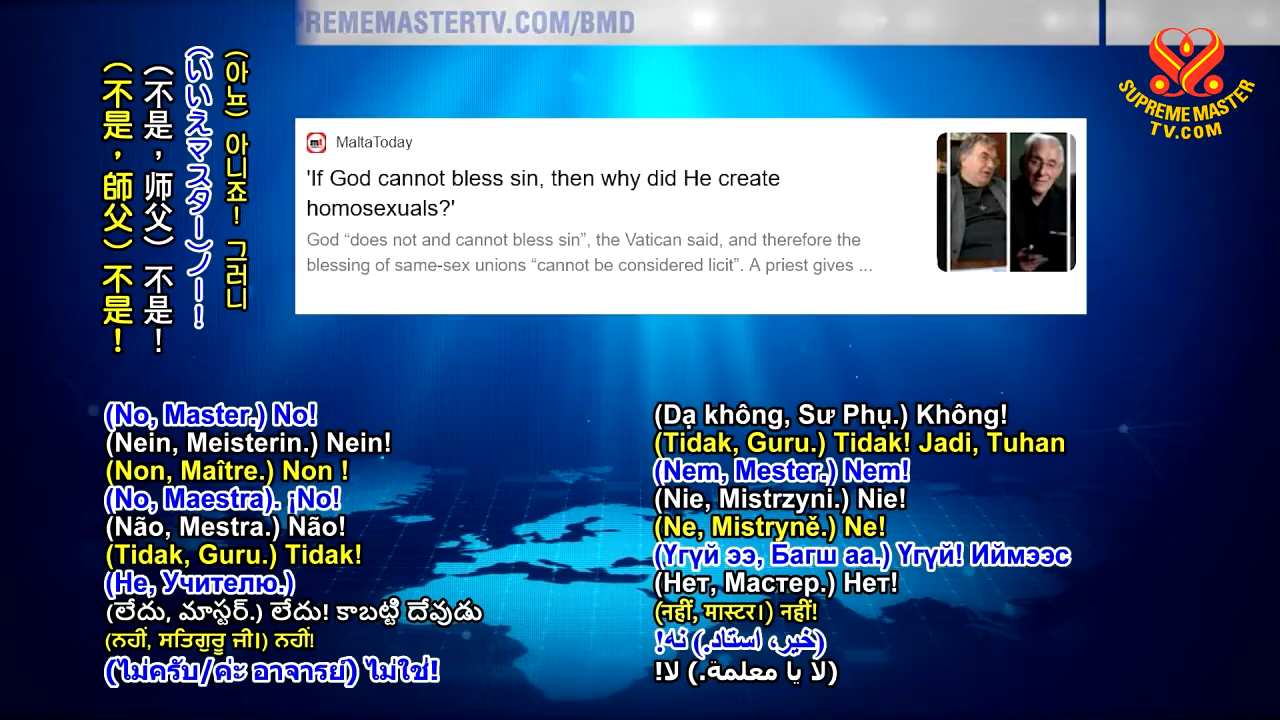 REMEMASTERTV.COM/BMD
SUPREME MASTER
TV.COM
(아뇨) 아니죠! 그러니
(いいえマスター)ノー!
(不是，师父) 不是!
(不是，師父) 不是!
MaltaToday
'If God cannot bless sin, then why did He create
homosexuals?'
God “does not and cannot bless sin”, the Vatican said, and therefore the
blessing of same-sex unions “cannot be considered licit”. A priest gives ...
(No, Master.) No!
(Nein, Meisterin.) Nein!
(Non, Maître.) Non !
(No, Maestra). ¡No!
(Não, Mestra.) Não!
(Tidak, Guru.) Tidak!
(Не, Учителю.)
(లేదు, మాస్టర్.) లేదు! కాబట్టి దేవుడు
(ਨਹੀਂ, ਸਤਿਗੁਰੂ ਜੀ।) ਨਹੀਂ!
(ไม่ครับ/ค่ะ อาจารย์) ไม่ใช่!
(Dạ không, Sư Phụ.) Không!
(Tidak, Guru.) Tidak! Jadi, Tuhan
(Nem, Mester.) Nem!
(Nie, Mistrzyni.) Nie!
(Ne, Mistryně.) Ne!
(Үгүй ээ, Багш аа.) Үгүй! Иймээс
(Нет, Мастер.) Нет!
(नहीं, मास्टर।) नहीं!
(خیر، استاد.) نه!
(لا يا معلمة.) لا!